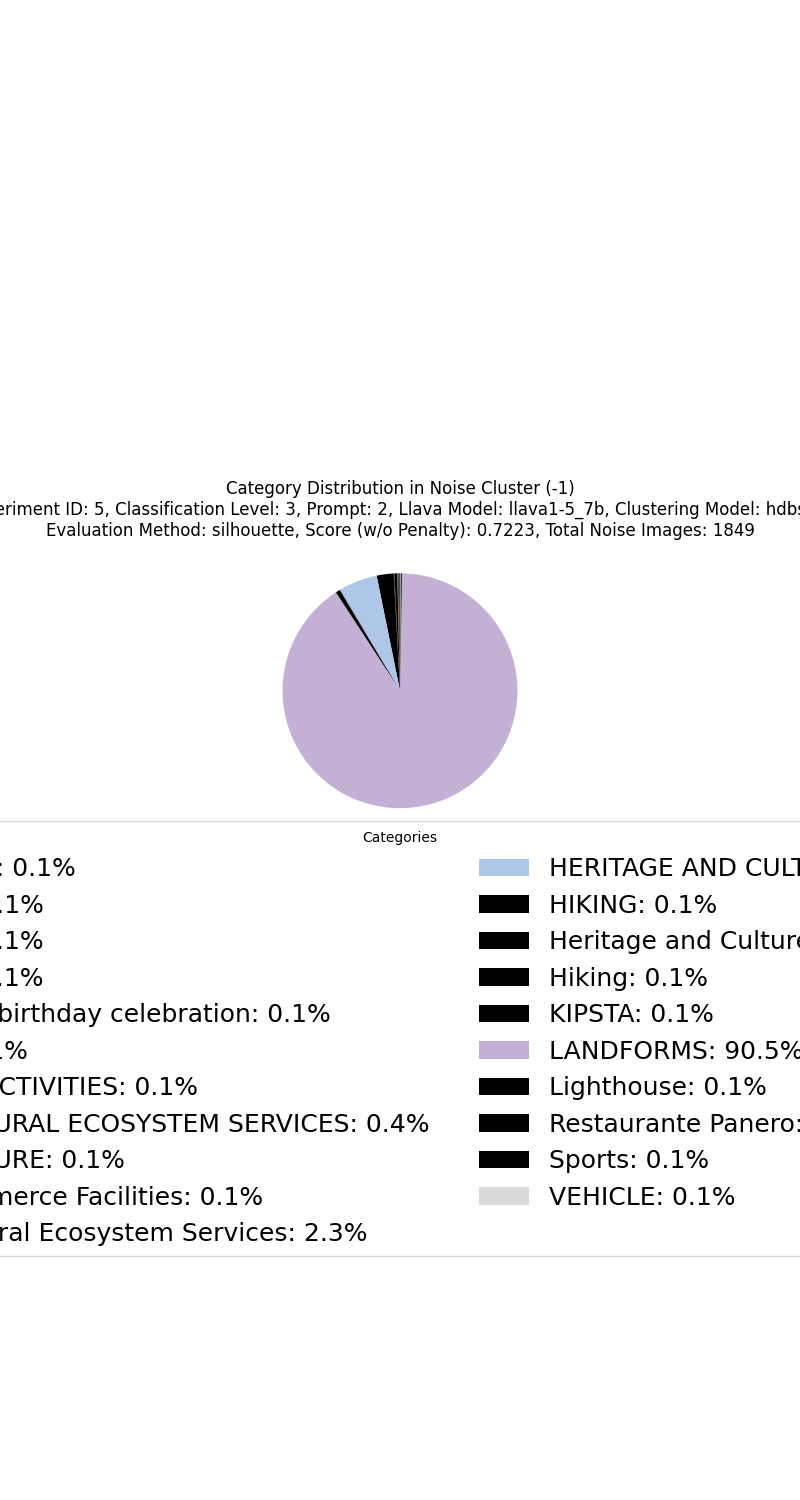 Category Distribution in Noise Cluster (-1)
eriment ID: 5, Classification Level: 3, Prompt: 2, Llava Model: llava1-5_7b, Clustering Model: hdbs
Evaluation Method: silhouette, Score (w/o Penalty): 0.7223, Total Noise Images: 1849
Categories
: 0.1%
.1%
.1%
.1%
birthday celebration: 0.1%
1%
CTIVITIES: 0.1%
URAL ECOSYSTEM SERVICES: 0.4%
URE: 0.1%
merce Facilities: 0.1%
ral Ecosystem Services: 2.3%
HERITAGE AND CULT
HIKING: 0.1%
Heritage and Culture
Hiking: 0.1%
KIPSTA: 0.1%
LANDFORMS: 90.5%
Lighthouse: 0.1%
Restaurante Panero:
Sports: 0.1%
VEHICLE: 0.1%